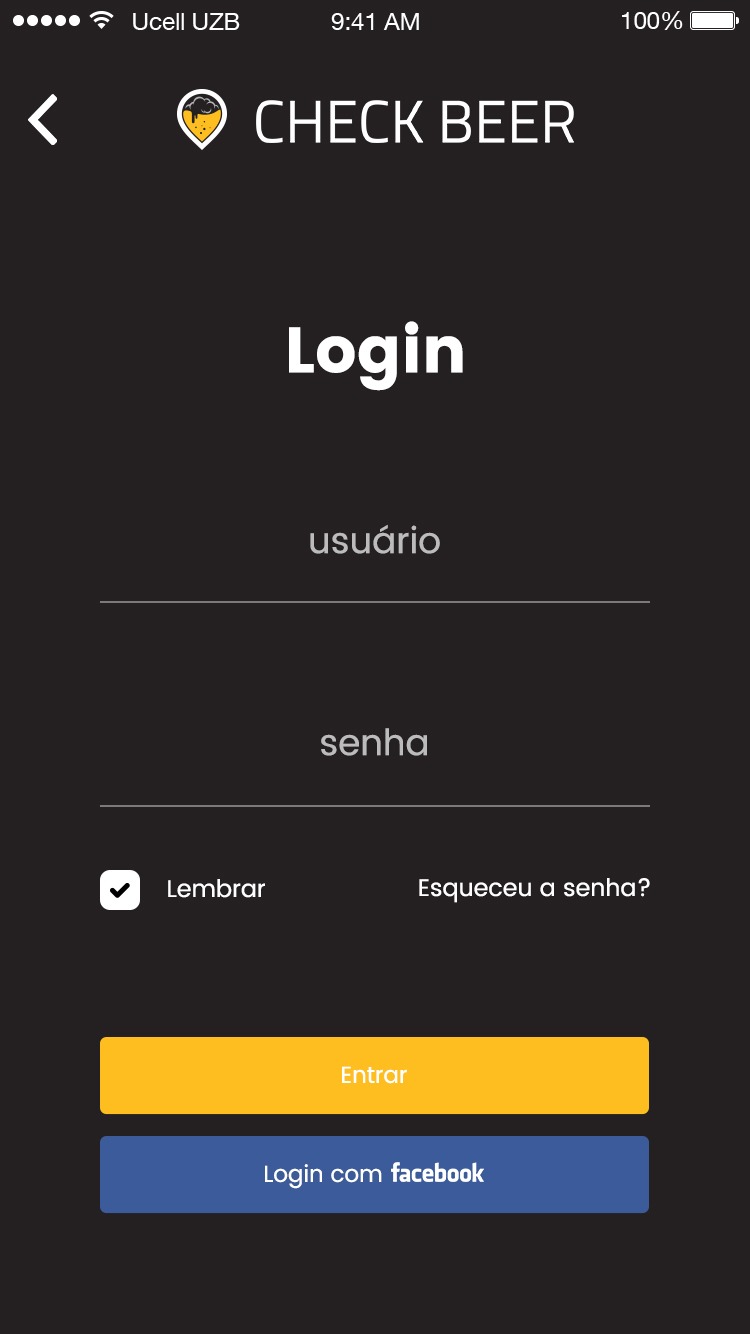 Ucell UZB 9:41 AM 100%
CHECK BEER
Login
usuário
senha
Lembrar Esqueceu a senha?
Entrar
Login com facebook